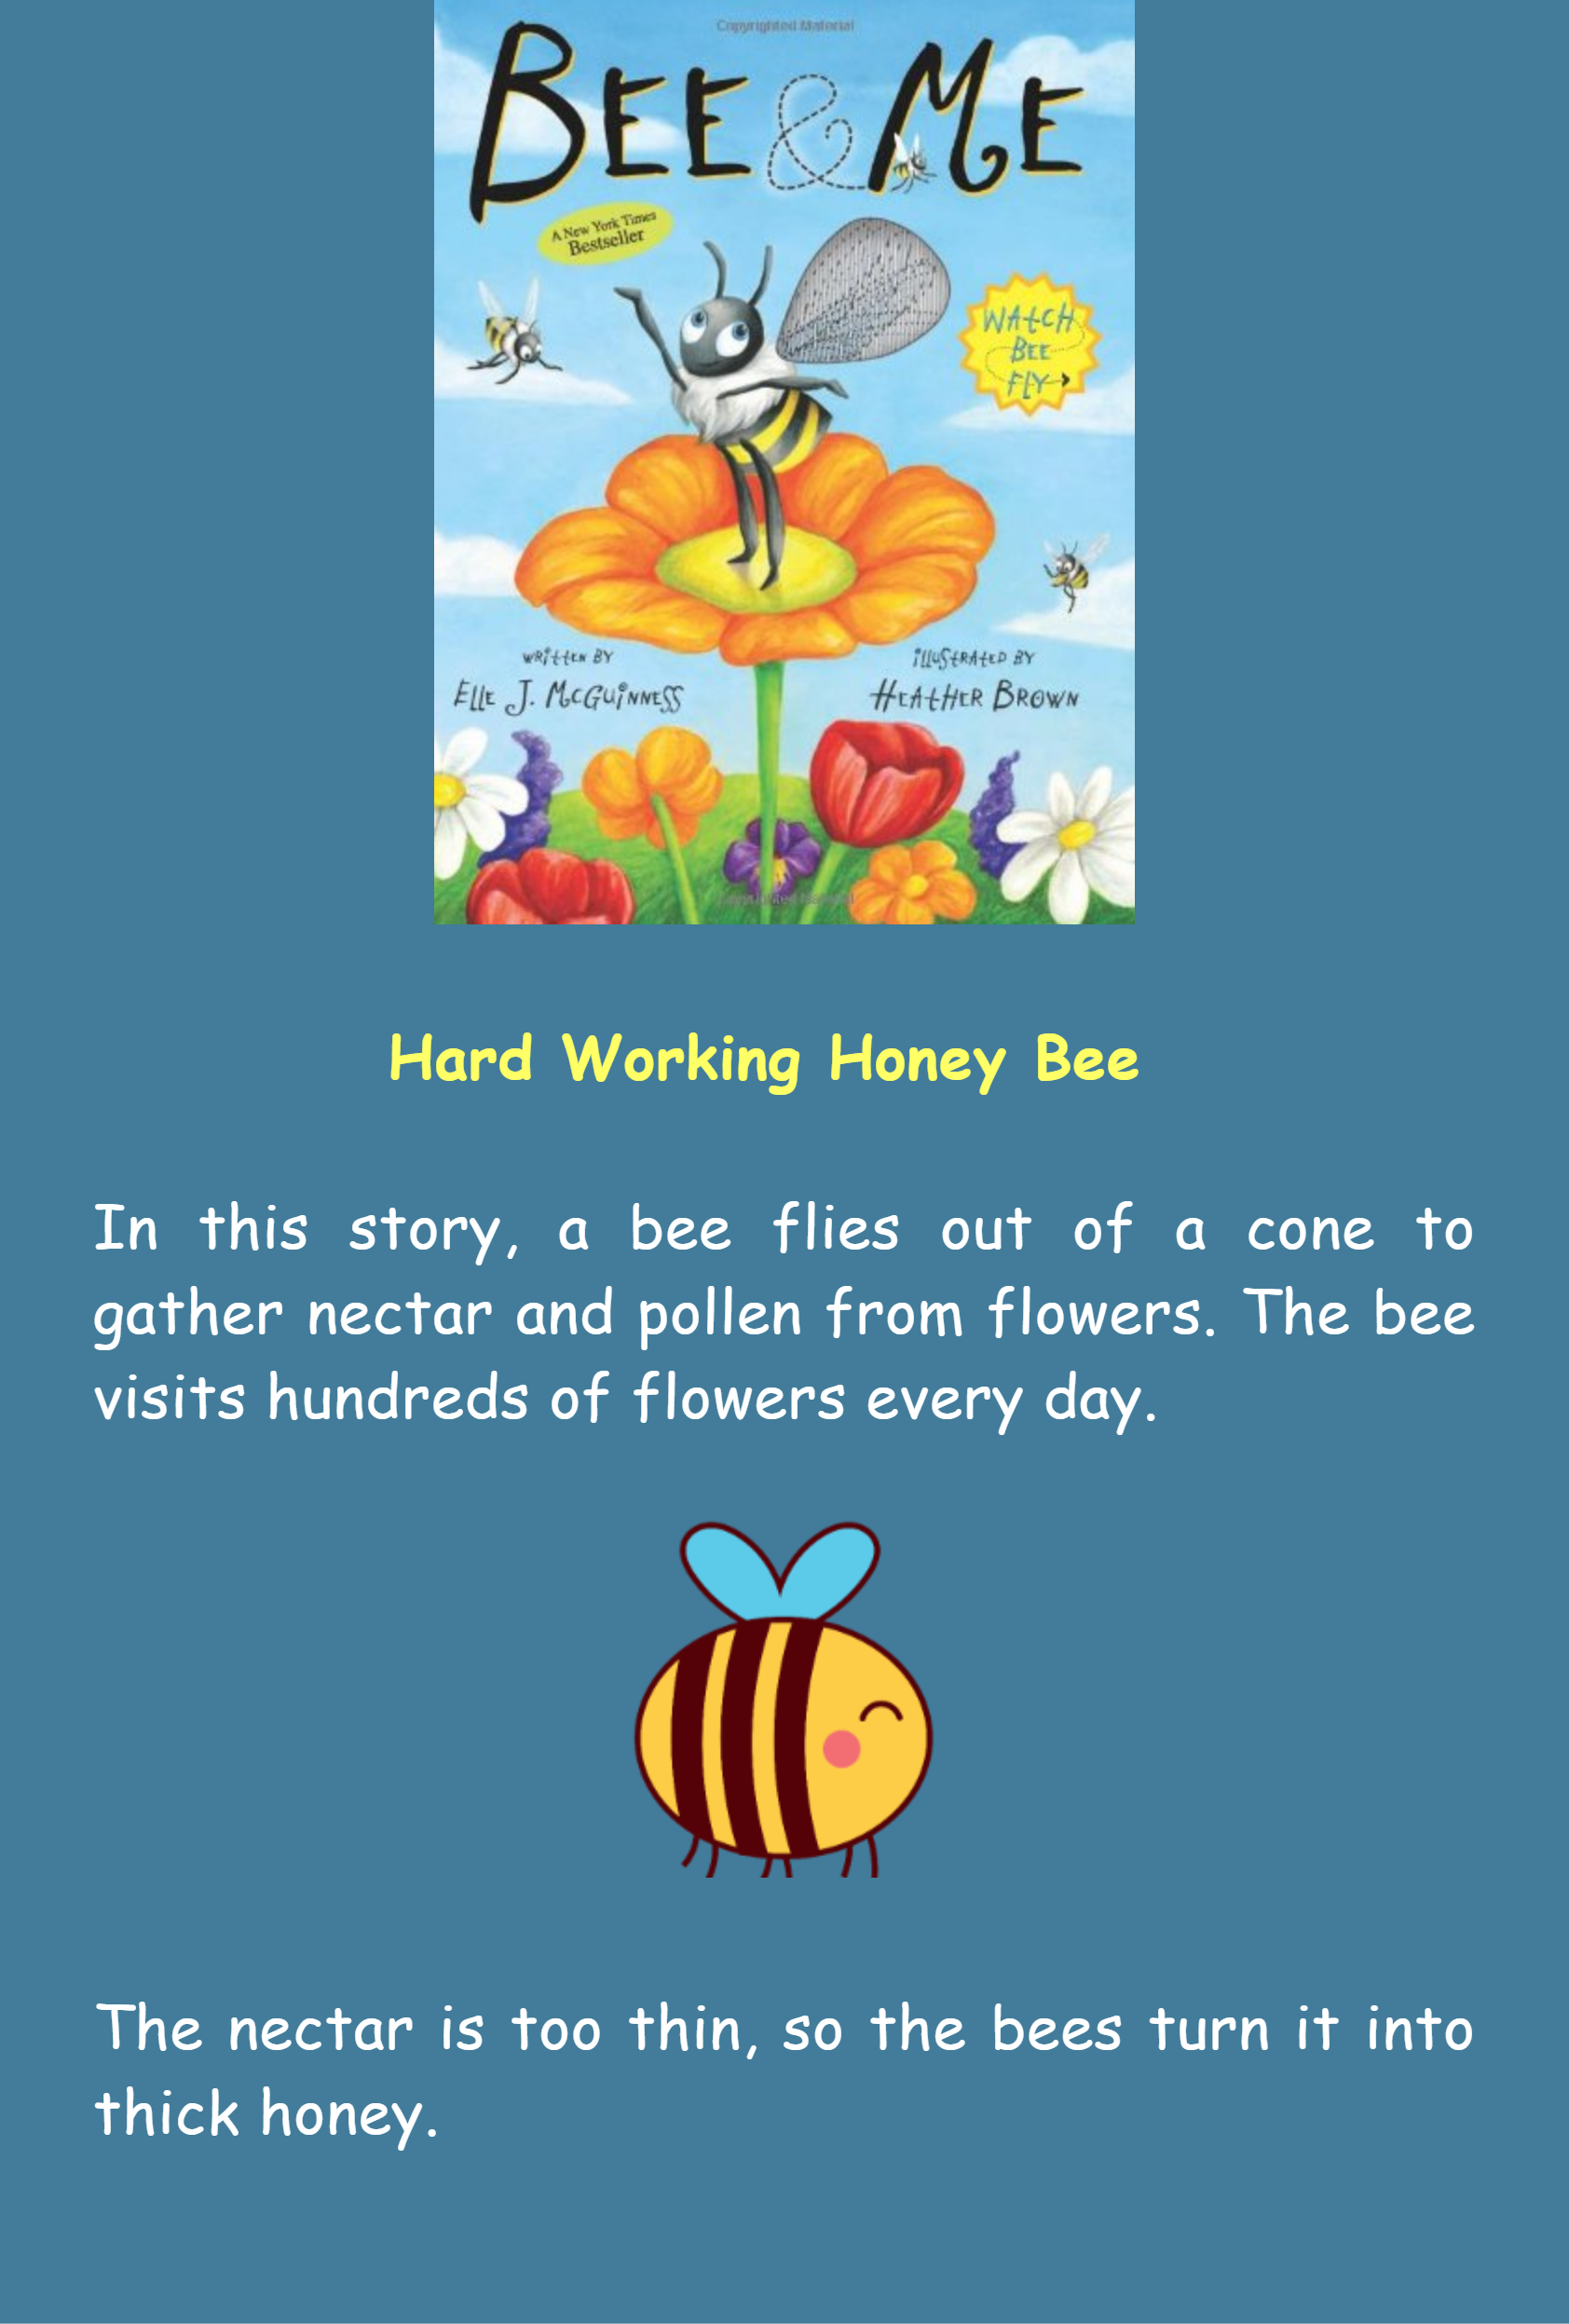 Copyrighted Material
BEE & ME
A New York Times
Bestseller
WATCH
BEE
FLY
WRITTEN BY
ELLE J. MCGUINNESS
ILLUSTRATED BY
HEATHER BROWN
Copyrighted Material
Hard Working Honey Bee
In this story, a bee flies out of a cone to
gather nectar and pollen from flowers. The bee
visits hundreds of flowers every day.
The nectar is too thin, so the bees turn it into
thick honey.